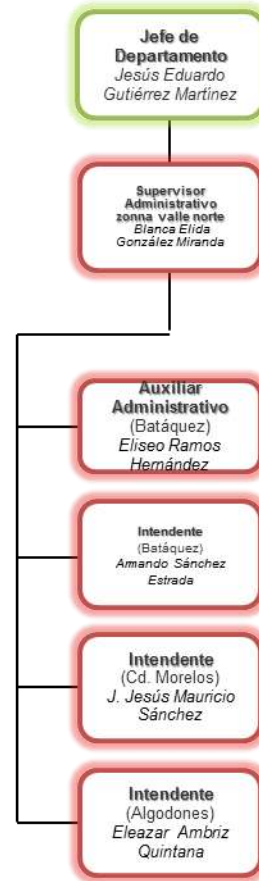 Jefe de
Departamento
Jesús Eduardo
Gutiérrez Martínez
Supervisor
Administrativo
zonna valle norte
Blanca Elida
González Miranda
Auxiliar
Administrativo
(Batáquez)
Eliseo Ramos
Hernández
Intendente
(Batáquez)
Armando Sánchez
Estrada
Intendente
(Cd. Morelos)
J. Jesús Mauricio
Sánchez
Intendente
(Algodones)
Eleazar Ambriz
Quintana